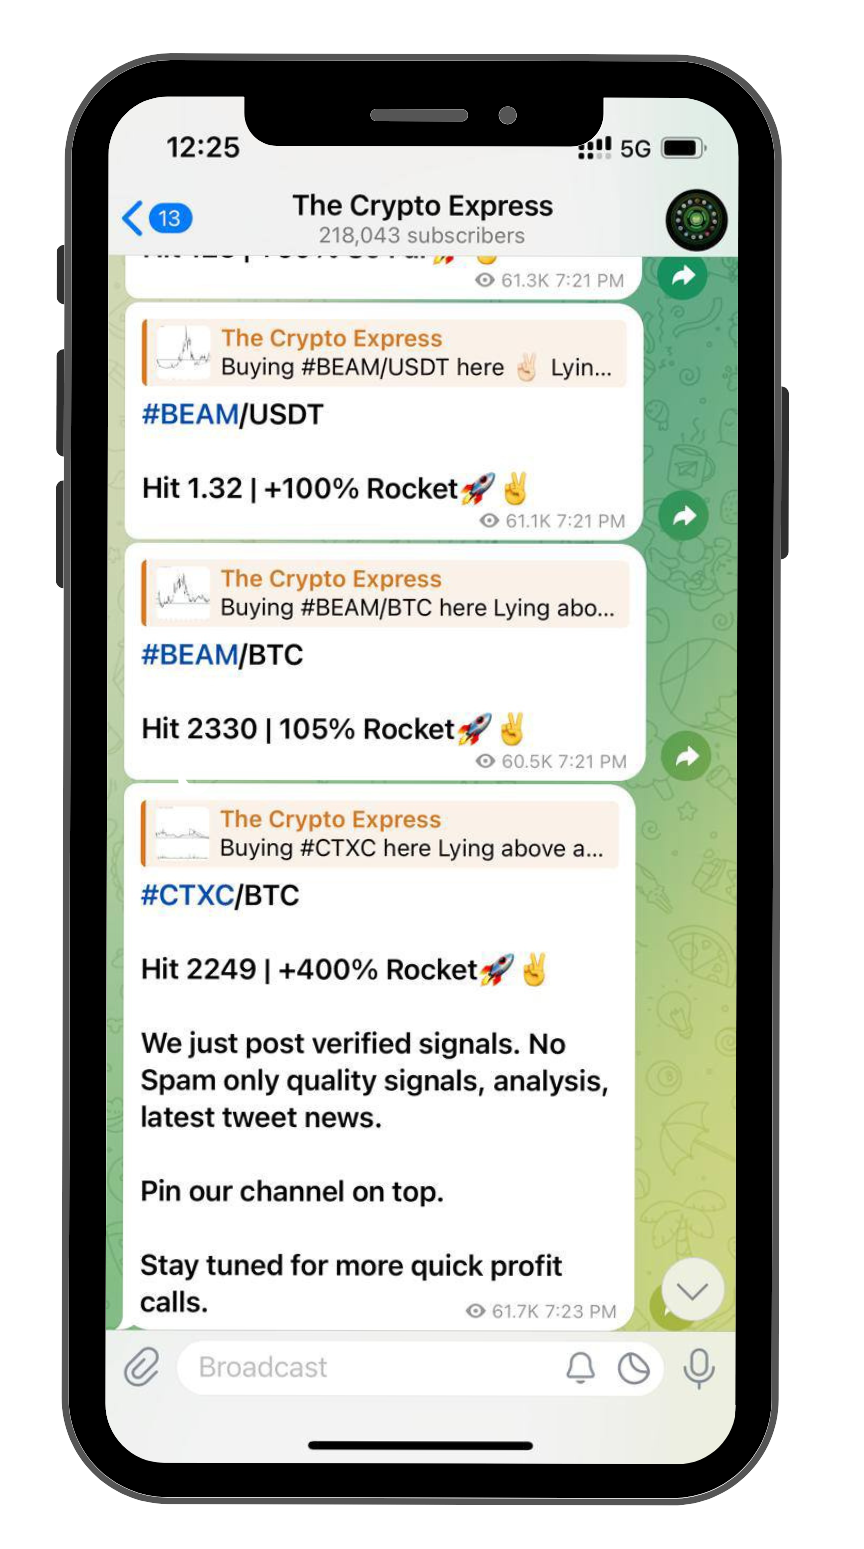 12:25
5G
13
The Crypto Express
218,043 subscribers
61.3K 7:21 PM
The Crypto Express
Buying #BEAM/USDT here ✌🏻 Lyin...
#BEAM/USDT
Hit 1.32 | +100% Rocket🚀✌️
61.1K 7:21 PM
The Crypto Express
Buying #BEAM/BTC here Lying abo...
#BEAM/BTC
Hit 2330 | 105% Rocket🚀✌️
60.5K 7:21 PM
The Crypto Express
Buying #CTXC here Lying above a...
#CTXC/BTC
Hit 2249 | +400% Rocket🚀✌️
We just post verified signals. No
Spam only quality signals, analysis,
latest tweet news.
Pin our channel on top.
Stay tuned for more quick profit
calls.
61.7K 7:23 PM
Broadcast